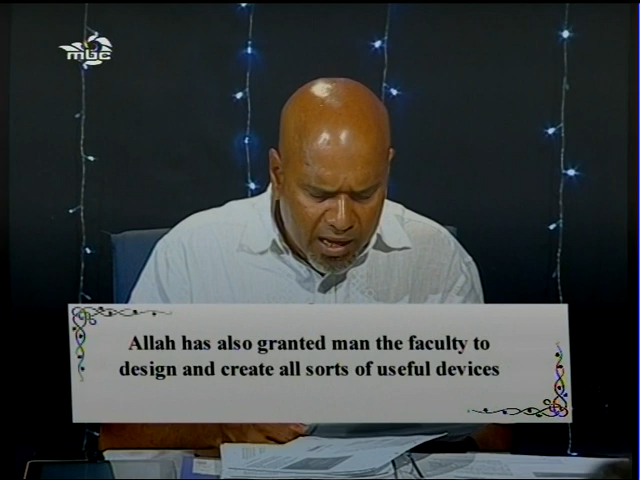 mbc
Allah has also granted man the faculty to
design and create all sorts of useful devices